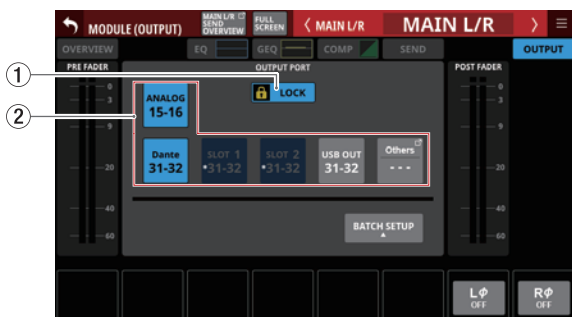 MODULE (OUTPUT)
MAIN L/R
SEND
OVERVIEW
FULL
SCREEN
MAIN L/R
MAIN L/R
OVERVIEW
EQ
GEQ
COMP
SEND
OUTPUT
PRE FADER
OUTPUT PORT
POST FADER
1
LOCK
2
ANALOG
15-16
Dante
31-32
SLOT 1
*31-32
SLOT 2
*31-32
USB OUT
31-32
Others
---
0
3
9
20
40
60
0
3
9
20
40
60
BATCH SETUP
LΦ
OFF
RΦ
OFF